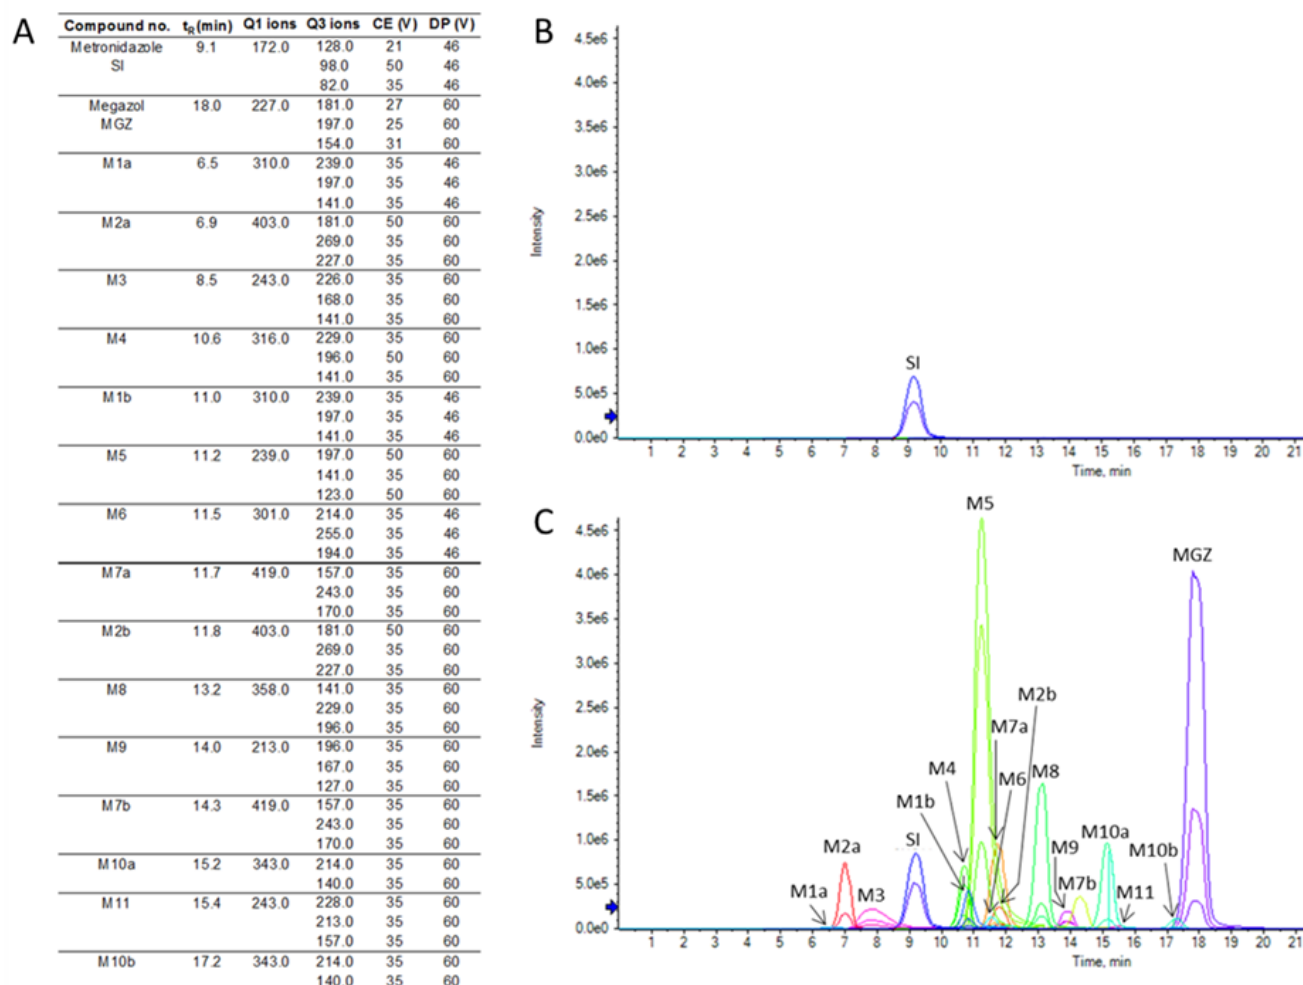 A
Compound no. tR(min) Q1 ions Q3 ions CE (V) DP (V)
Metronidazole 9.1 172.0 128.0 21 46
SI 98.0 50 46
82.0 35 46
Megazol 18.0 227.0 181.0 27 60
MGZ 197.0 25 60
154.0 31 60
M1a 6.5 310.0 239.0 35 46
197.0 35 46
141.0 35 46
M2a 6.9 403.0 181.0 50 60
269.0 35 60
227.0 35 60
M3 8.5 243.0 226.0 35 60
168.0 35 60
141.0 35 60
M4 10.6 316.0 229.0 35 60
196.0 50 60
141.0 35 60
M1b 11.0 310.0 239.0 35 46
197.0 35 46
141.0 35 46
M5 11.2 239.0 197.0 50 60
141.0 35 60
123.0 50 60
M6 11.5 301.0 214.0 35 46
255.0 35 46
194.0 35 46
M7a 11.7 419.0 157.0 35 60
243.0 35 60
170.0 35 60
M2b 11.8 403.0 181.0 50 60
269.0 35 60
227.0 35 60
M8 13.2 358.0 141.0 35 60
229.0 35 60
196.0 35 60
M9 14.0 213.0 196.0 35 60
167.0 35 60
127.0 35 60
M7b 14.3 419.0 157.0 35 60
243.0 35 60
170.0 35 60
M10a 15.2 343.0 214.0 35 60
140.0 35 60
M11 15.4 243.0 228.0 35 60
213.0 35 60
157.0 35 60
M10b 17.2 343.0 214.0 35 60
140.0 35 60
B
4.5e6
4.0e6
3.5e6
3.0e6
2.5e6
2.0e6
1.5e6
1.0e6
5.0e5
0.0e0
Intensity
SI
1 2 3 4 5 6 7 8 9 10 11 12 13 14 15 16 17 18 19 20 21
Time, min
C
4.5e6
4.0e6
3.5e6
3.0e6
2.5e6
2.0e6
1.5e6
1.0e6
5.0e5
0.0e0
Intensity
M5
MGZ
M2b
M7a
M4
M6
M8
M1b
M2a
SI
M9
M10a
M10b
M1a
M3
M7b
M11
1 2 3 4 5 6 7 8 9 10 11 12 13 14 15 16 17 18 19 20 21
Time, min